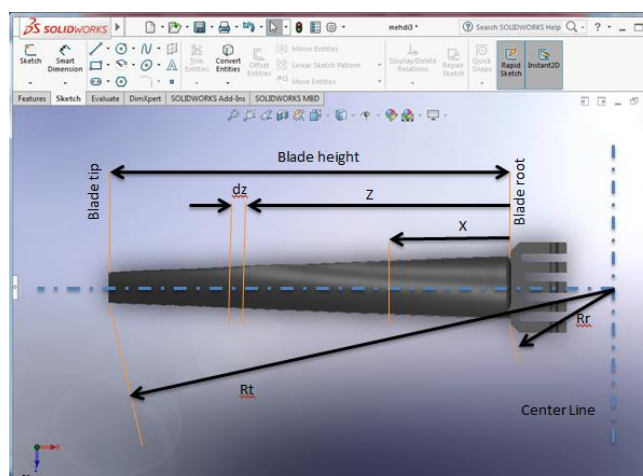 SOLIDWORKS
mehdi3 *
Search SOLIDWORKS Help
Sketch
Smart Dimension
Trim Entities
Convert Entities
Offset Entities
Mirror Entities
Linear Sketch Pattern
Move Entities
Display/Delete Relations
Repair Sketch
Quick Snaps
Rapid Sketch
Instant2D
Features
Sketch
Evaluate
DimXpert
SOLIDWORKS Add-Ins
SOLIDWORKS MBD
Blade height
Blade tip
dz
Z
Blade root
X
Rr
Rt
Center Line